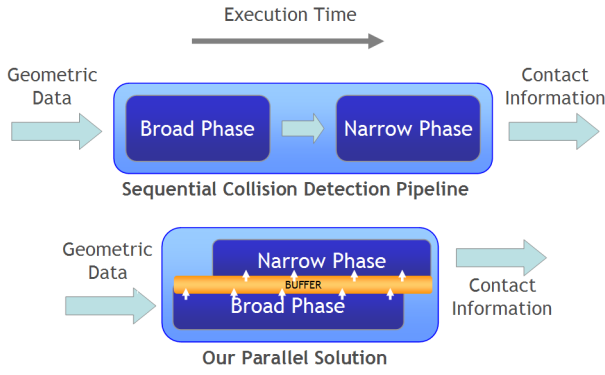 Execution Time
Geometric
Data
Broad Phase
Narrow Phase
Contact
Information
Sequential Collision Detection Pipeline
Geometric
Data
Narrow Phase
BUFFER
Broad Phase
Contact
Information
Our Parallel Solution